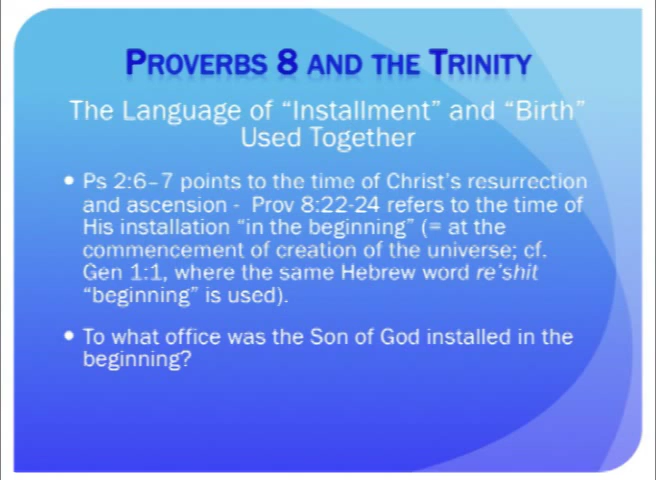 PROVERBS 8 AND THE TRINITY
The Language of “Installment” and “Birth”
Used Together
• Ps 2:6–7 points to the time of Christ’s resurrection
and ascension - Prov 8:22-24 refers to the time of
His installation “in the beginning” (= at the
commencement of creation of the universe; cf.
Gen 1:1, where the same Hebrew word re’shit
“beginning” is used).
• To what office was the Son of God installed in the
beginning?